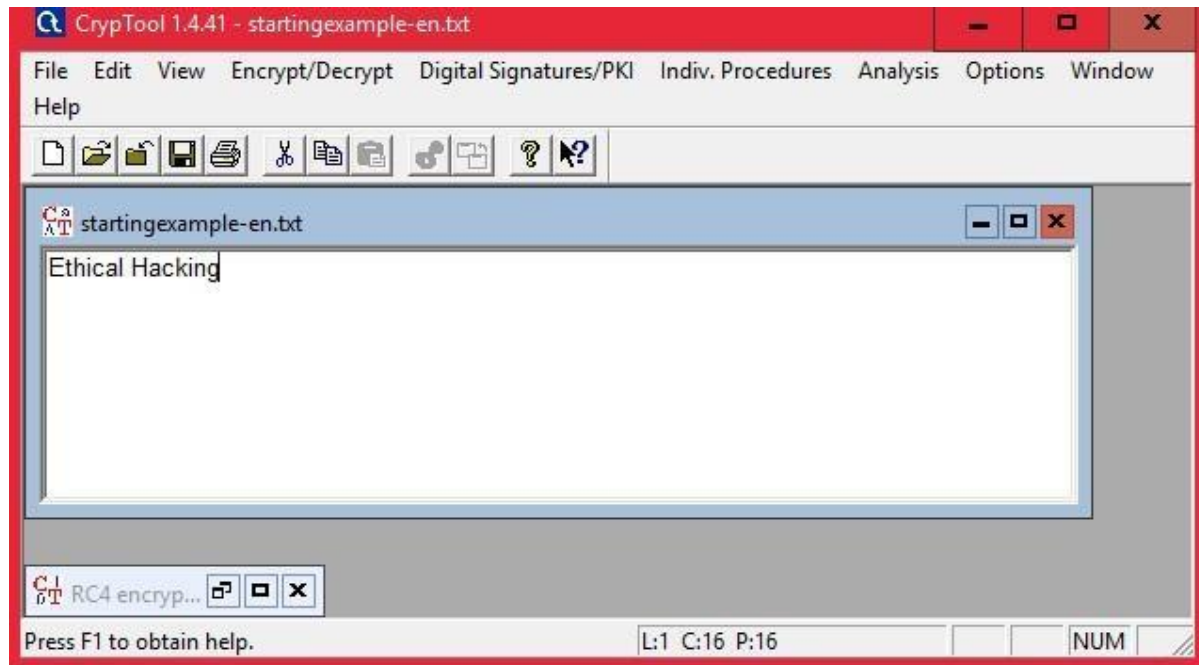 CrypTool 1.4.41 - startingexample-en.txt
File Edit View Encrypt/Decrypt Digital Signatures/PKI Indiv. Procedures Analysis Options Window
Help
startingexample-en.txt
Ethical Hacking
RC4 encryp...
Press F1 to obtain help.
L:1 C:16 P:16
NUM